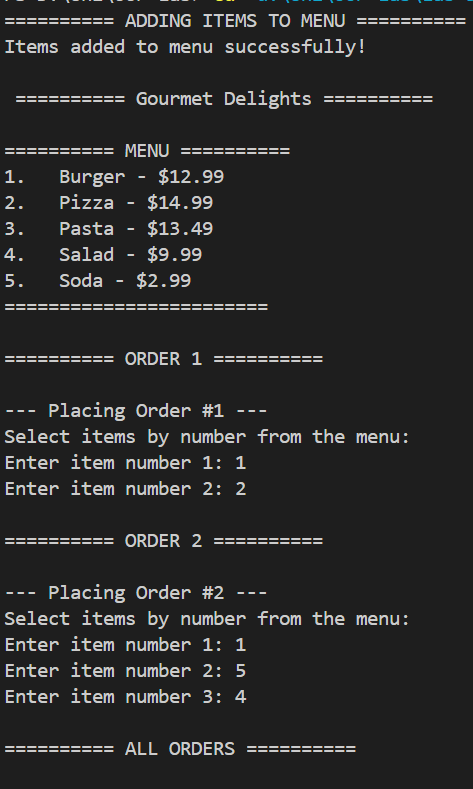 ========== ADDING ITEMS TO MENU ==========
Items added to menu successfully!

 ========== Gourmet Delights ==========

========== MENU ==========
1.   Burger - $12.99
2.   Pizza - $14.99
3.   Pasta - $13.49
4.   Salad - $9.99
5.   Soda - $2.99
========================

========== ORDER 1 ==========

--- Placing Order #1 ---
Select items by number from the menu:
Enter item number 1: 1
Enter item number 2: 2

========== ORDER 2 ==========

--- Placing Order #2 ---
Select items by number from the menu:
Enter item number 1: 1
Enter item number 2: 5
Enter item number 3: 4

========== ALL ORDERS ==========